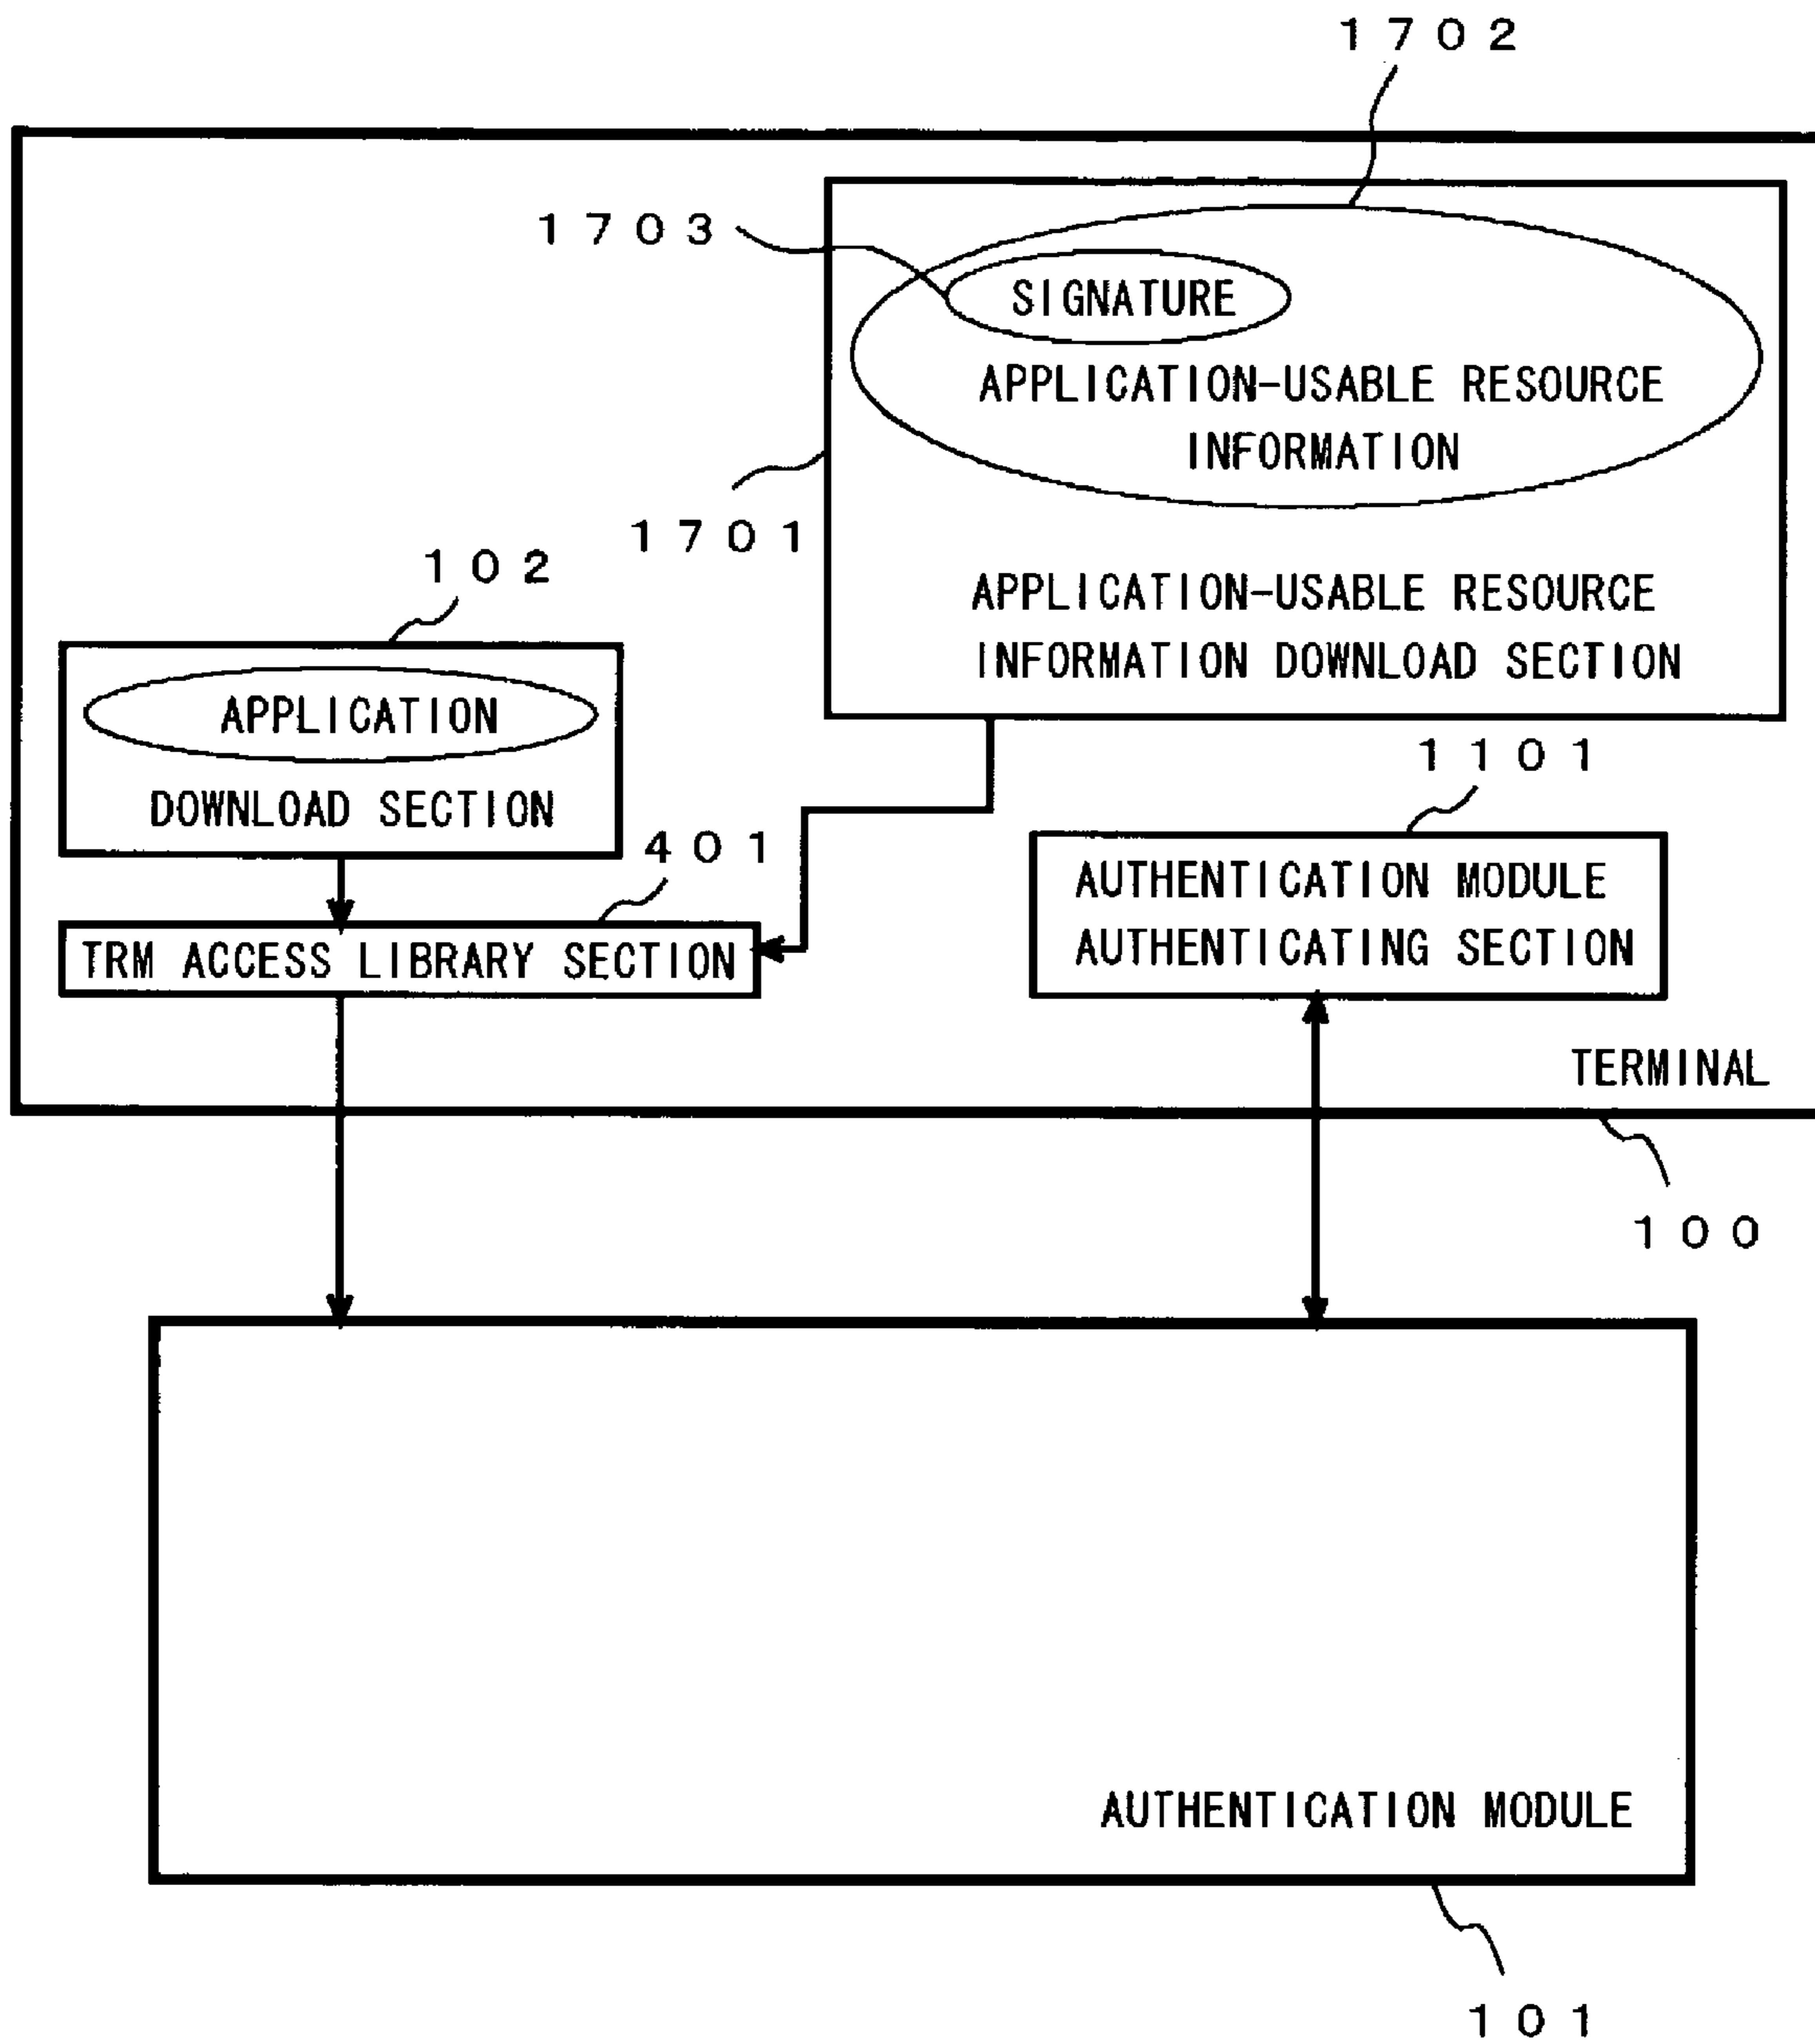 1702
1703
SIGNATURE
APPLICATION-USABLE RESOURCE
INFORMATION
1701
APPLICATION-USABLE RESOURCE
INFORMATION DOWNLOAD SECTION
102
APPLICATION
DOWNLOAD SECTION
1101
401
AUTHENTICATION MODULE
AUTHENTICATING SECTION
TRM ACCESS LIBRARY SECTION
TERMINAL
100
AUTHENTICATION MODULE
101